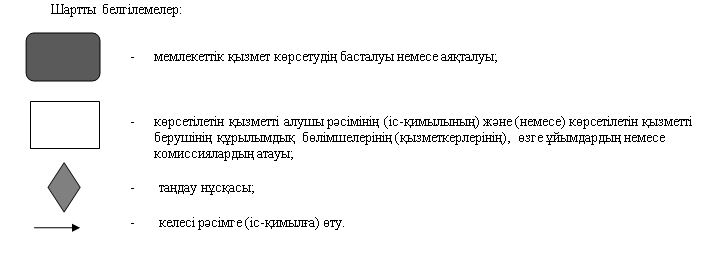 Шартты белгілемелер:
- мемлекеттік қызмет көрсетудің басталуы немесе аяқталуы;
- көрсетілетін қызметті алушы рәсімінің (іс-қимылының) және (немесе) көрсетілетін қызметті
берушінің құрылымдық бөлімшелерінің (қызметкерлерінің), өзге ұйымдардың немесе
комиссиялардың атауы;
- таңдау нұсқасы;
- келесі рәсімге (іс-қимылға) өту.